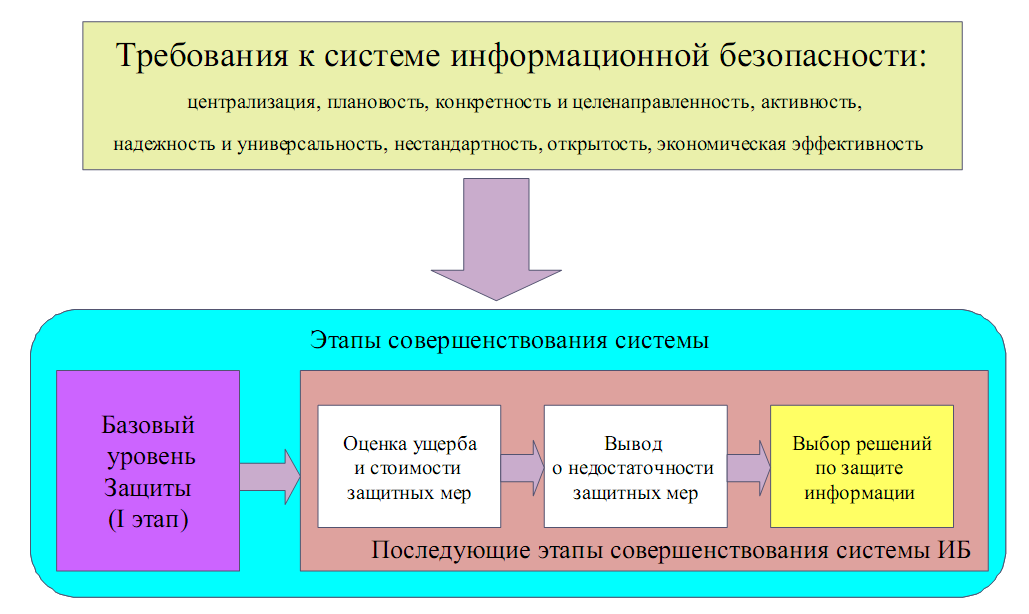 Требования к системе информационной безопасности:
централизация, плановость, конкретность и целенаправленность, активность,
надежность и универсальность, нестандартность, открытость, экономическая эффективность
Этапы совершенствования системы
Базовый
уровень
Защиты
(I этап)
Оценка ущерба
и стоимости
защитных мер
Вывод
о недостаточности
защитных мер
Выбор решений
по защите
информации
Последующие этапы совершенствования системы ИБ